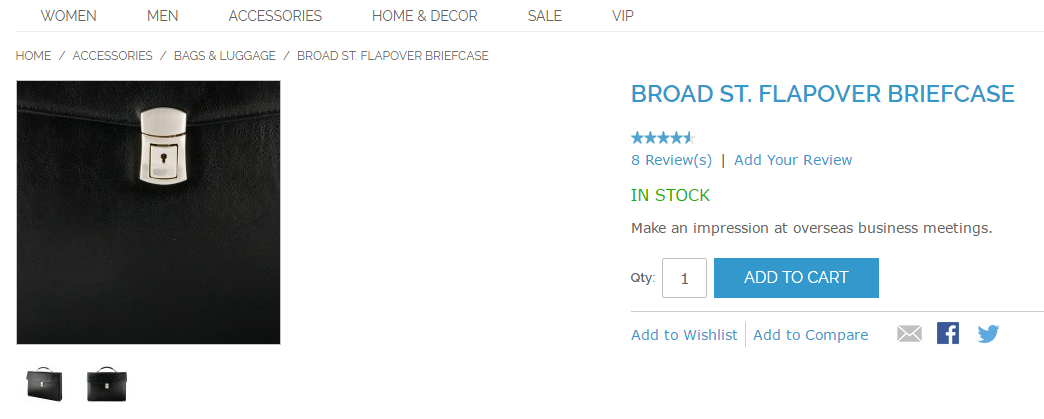 WOMEN MEN ACCESSORIES HOME & DECOR SALE VIP
HOME / ACCESSORIES / BAGS & LUGGAGE / BROAD ST. FLAPOVER BRIEFCASE
BROAD ST. FLAPOVER BRIEFCASE
8 Review(s) | Add Your Review
IN STOCK
Make an impression at overseas business meetings.
Qty: 1 ADD TO CART
Add to Wishlist Add to Compare